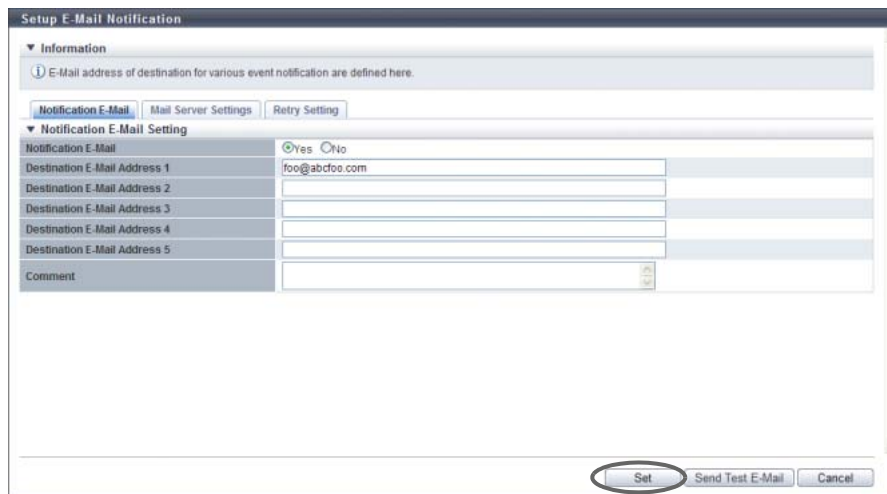 Setup E-Mail Notification
Information
E-Mail address of destination for various event notification are defined here.
Notification E-Mail Mail Server Settings Retry Setting
Notification E-Mail Setting
Notification E-Mail Yes No
Destination E-Mail Address 1 foo@abcfoo.com
Destination E-Mail Address 2
Destination E-Mail Address 3
Destination E-Mail Address 4
Destination E-Mail Address 5
Comment
Set Send Test E-Mail Cancel